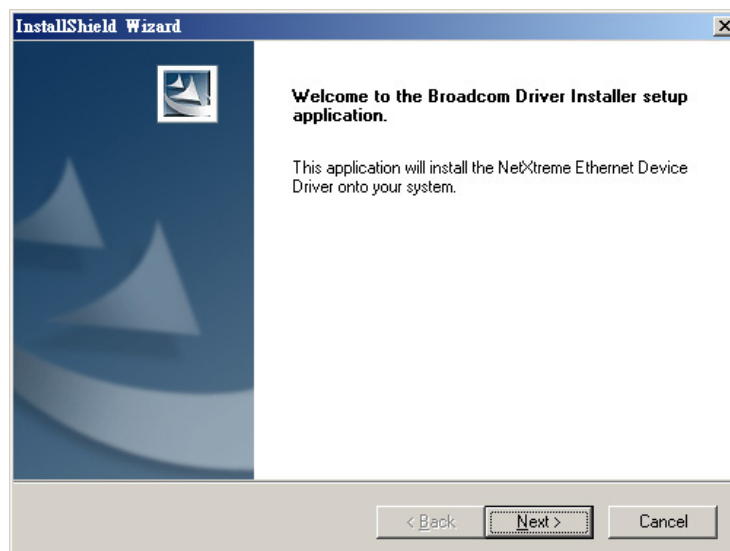 InstallShield Wizard
Welcome to the Broadcom Driver Installer setup
application.
This application will install the NetXtreme Ethernet Device
Driver onto your system.
< Back
Next >
Cancel